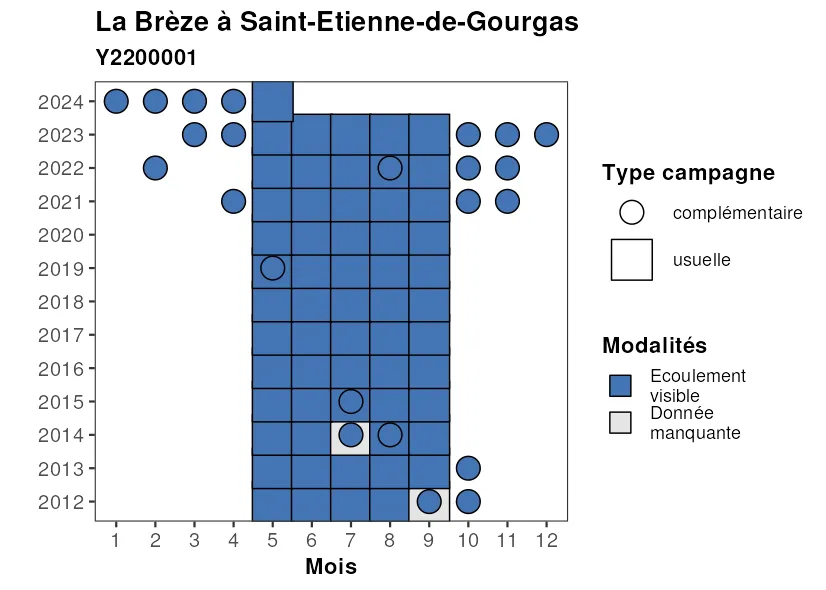 La Brèze à Saint-Etienne-de-Gourgas
Y2200001
2024
2023
2022
2021
2020
2019
2018
2017
2016
2015
2014
2013
2012
1 2 3 4 5 6 7 8 9 10 11 12
Mois
Type campagne
complémentaire
usuelle
Modalités
Ecoulement
visible
Donnée
manquante